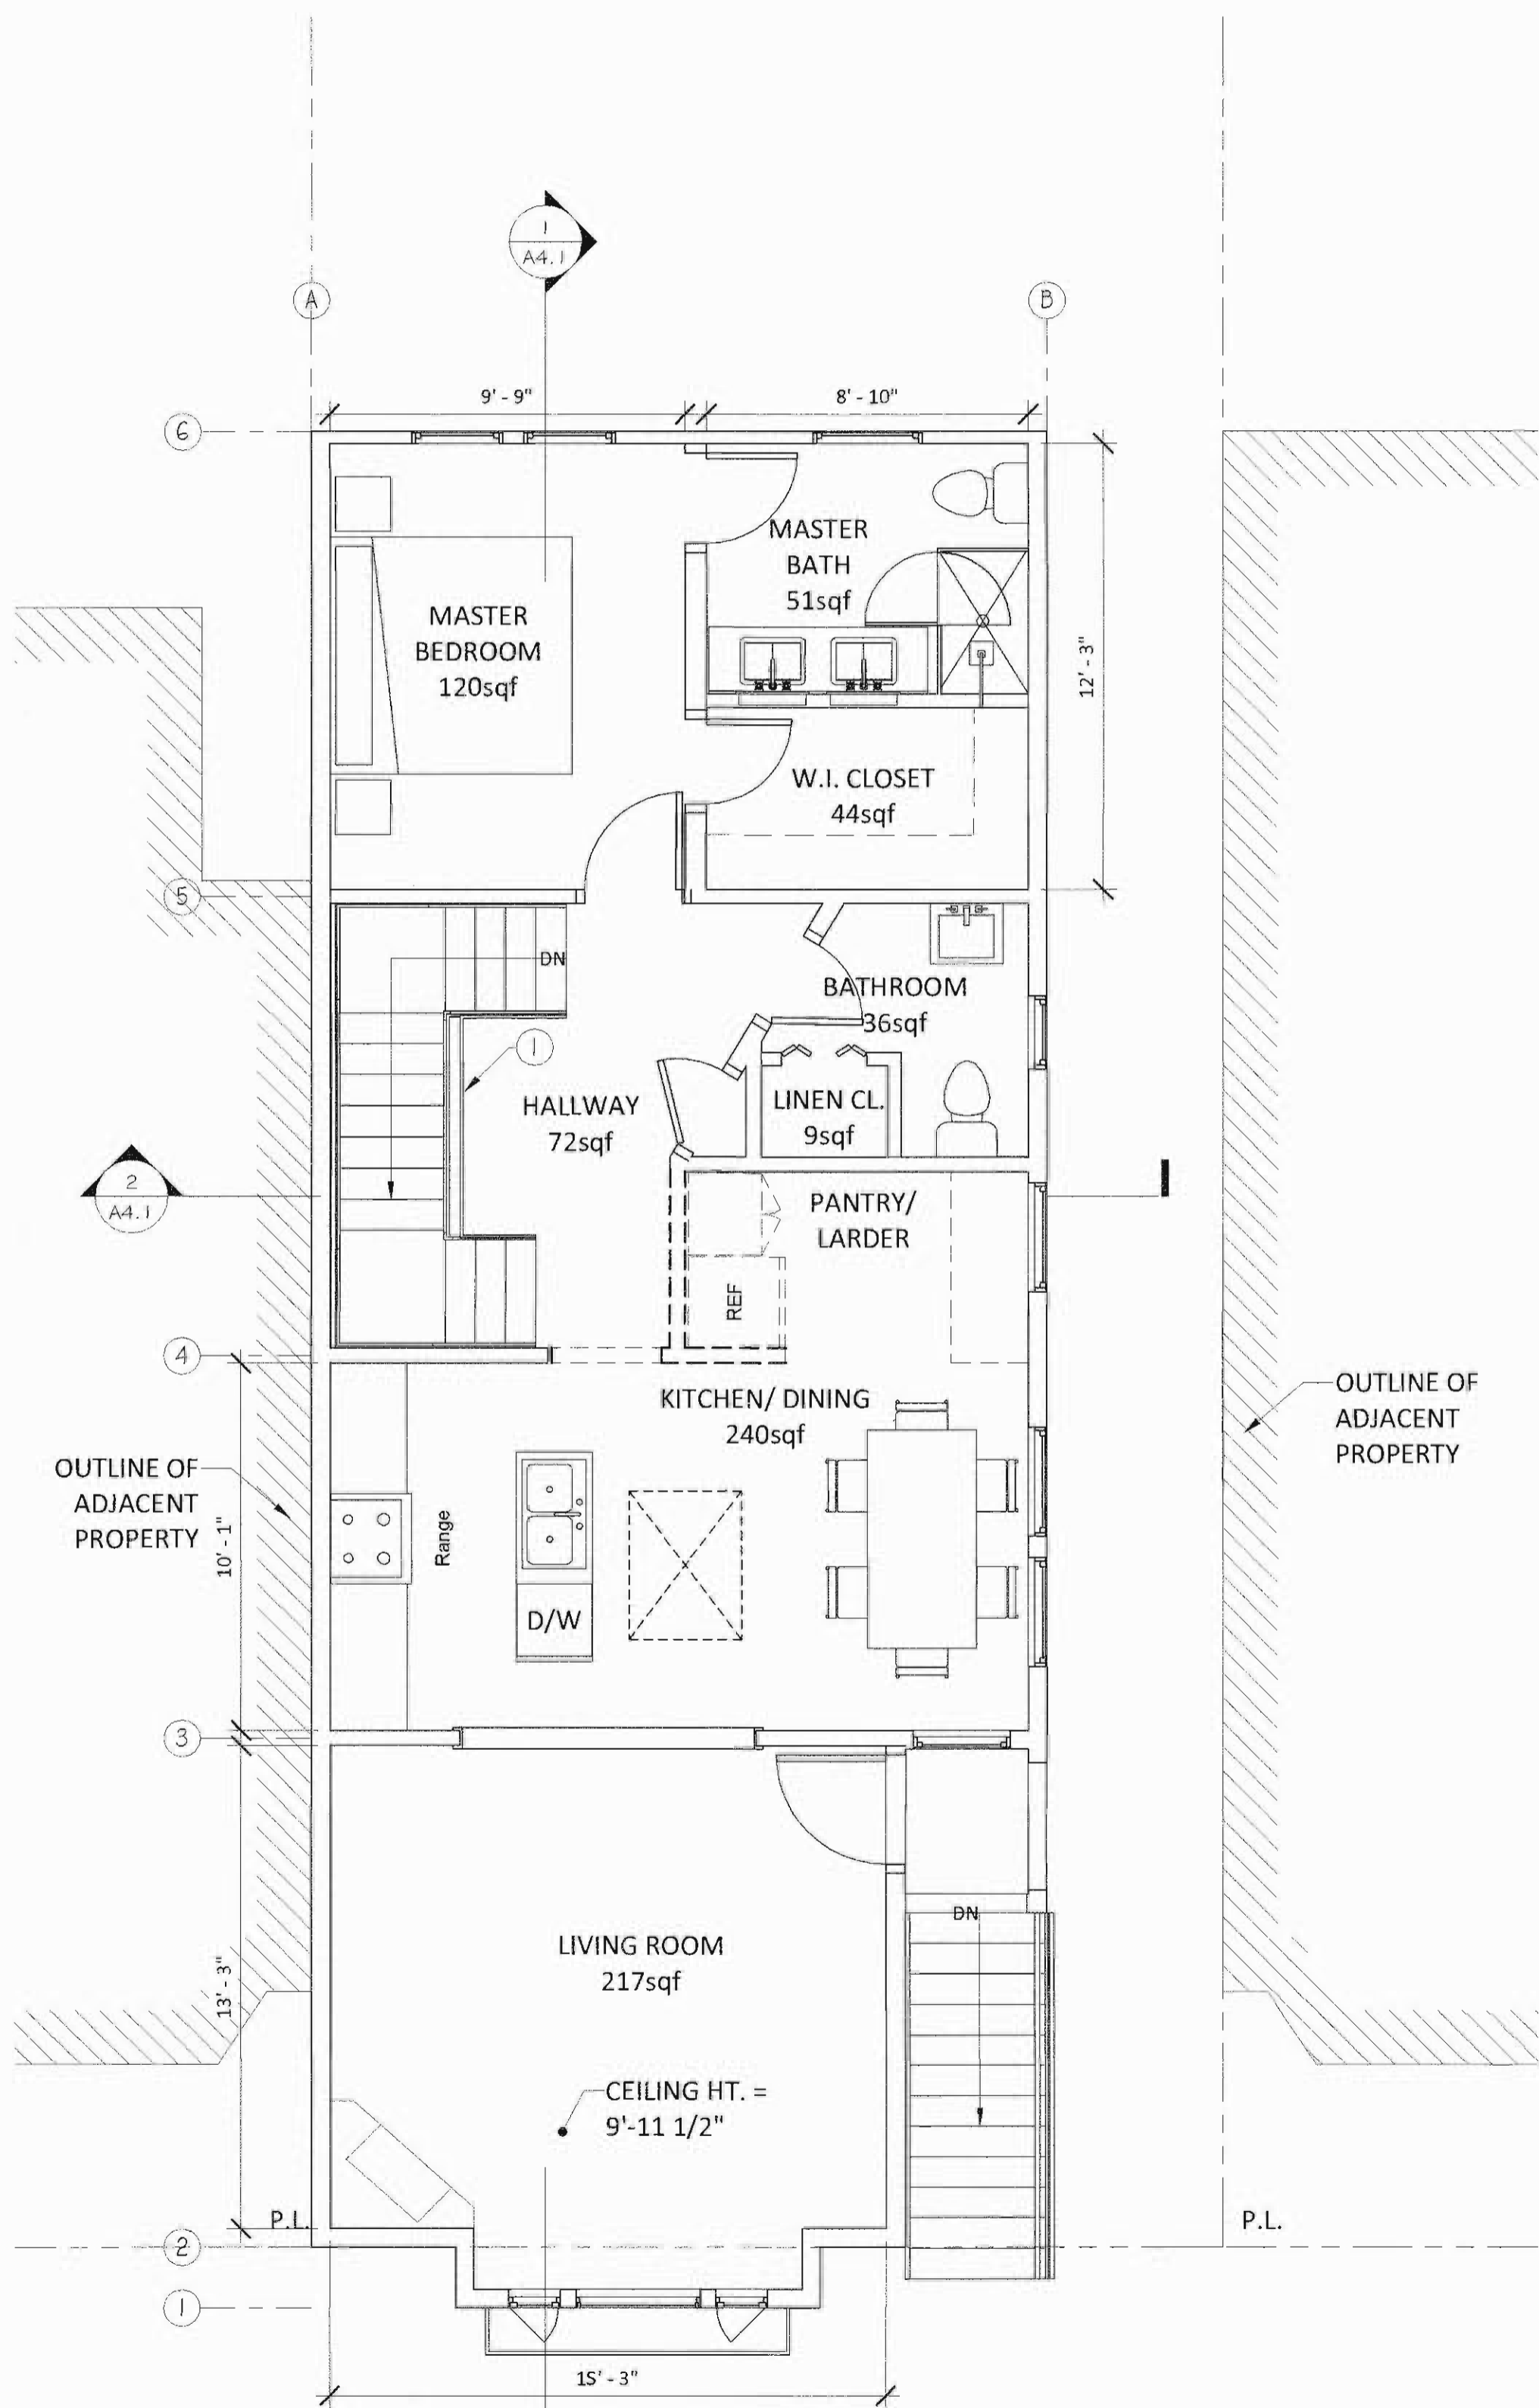 1
A4.1
A
B
9' - 9"
8' - 10"
6
MASTER
BATH
51sqf
MASTER
BEDROOM
120sqf
12' - 3"
W.I. CLOSET
44sqf
5
DN
BATHROOM
36sqf
1
HALLWAY
72sqf
LINEN CL.
9sqf
2
A4.1
PANTRY/
LARDER
REF
4
KITCHEN/ DINING
240sqf
OUTLINE OF
ADJACENT
PROPERTY
OUTLINE OF
ADJACENT
PROPERTY
10' - 1"
Range
D/W
3
DN
LIVING ROOM
217sqf
13' - 3"
CEILING HT. =
9'-11 1/2"
P.L.
P.L.
2
1
15' - 3"